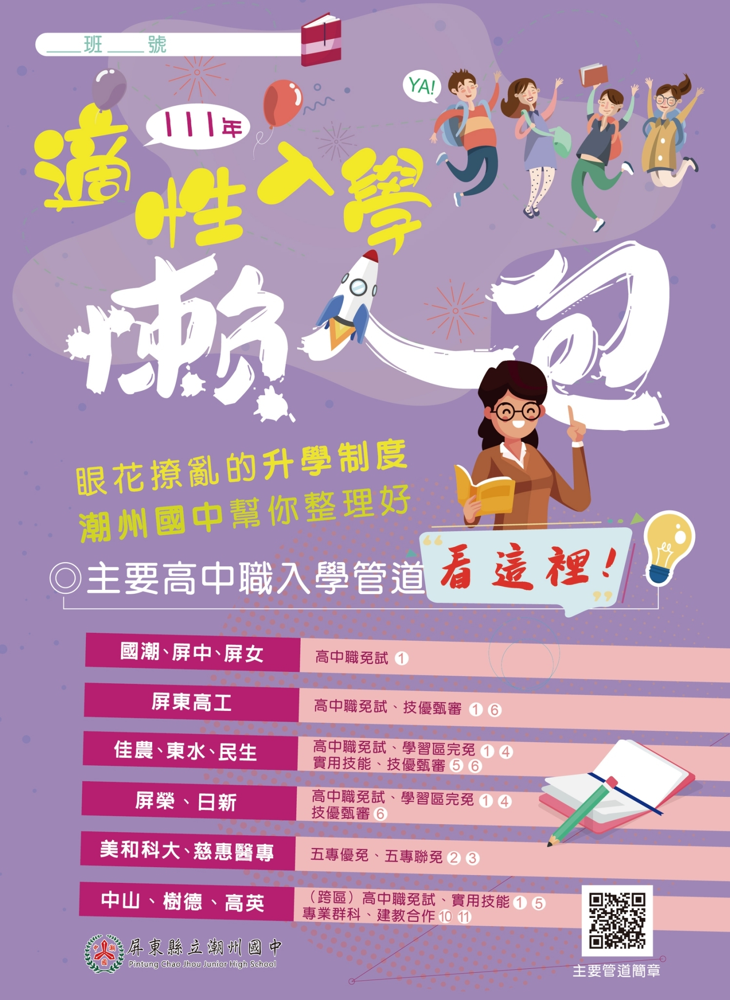 ____班____號
YA!
111年
適性入學
懶人包
眼花撩亂的升學制度
潮州國中幫你整理好
◎主要高中職入學管道
“看這裡!”
國潮、屏中、屏女
高中職免試 1
屏東高工
高中職免試、技優甄審 1 6
佳農、東水、民生
高中職免試、學習區完免 1 4
實用技能、技優甄審 5 6
屏榮、日新
高中職免試、學習區完免 1 4
技優甄審 6
美和科大、慈惠醫專
五專優免、五專聯免 2 3
中山、樹德、高英
（跨區）高中職免試、實用技能 1 5
專業群科、建教合作 10 11
中潮國
屏東縣立潮州國中
Pintung Chao Jhou Junior High School
主要管道簡章